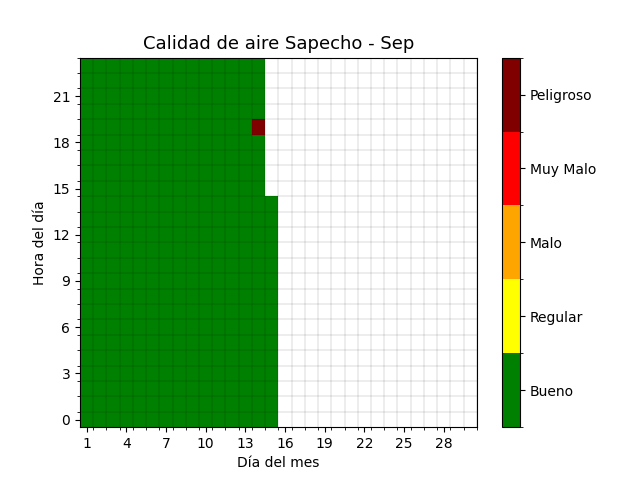 Calidad de aire Sapecho - Sep
Hora del día
21
18
15
12
9
6
3
0
1 4 7 10 13 16 19 22 25 28
Día del mes
Peligroso
Muy Malo
Malo
Regular
Bueno